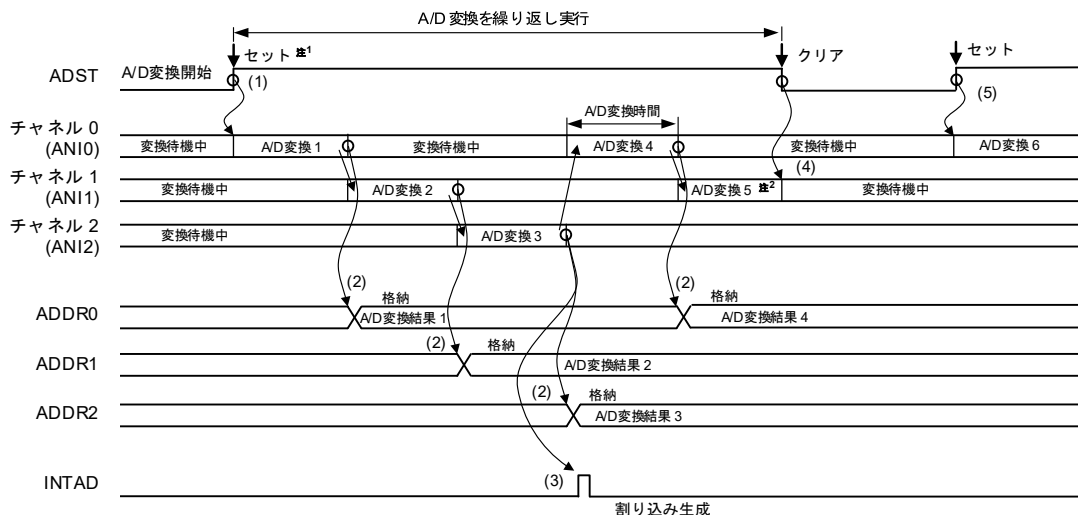 A/D 変換を繰り返し実行
セット 注1
クリア
セット
ADST
A/D変換開始
(1)
(5)
A/D変換時間
チャネル 0
(ANI0)
変換待機中
A/D変換 1
変換待機中
A/D変換 4
変換待機中
A/D変換 6
(4)
チャネル 1
(ANI1)
変換待機中
A/D変換 2
A/D変換 5 注2
変換待機中
チャネル 2
(ANI2)
変換待機中
A/D変換 3
(2)
格納
(2)
格納
ADDR0
A/D変換結果 1
A/D変換結果 4
(2)
格納
ADDR1
A/D変換結果 2
(2)
格納
ADDR2
A/D変換結果 3
INTAD
(3)
割り込み生成